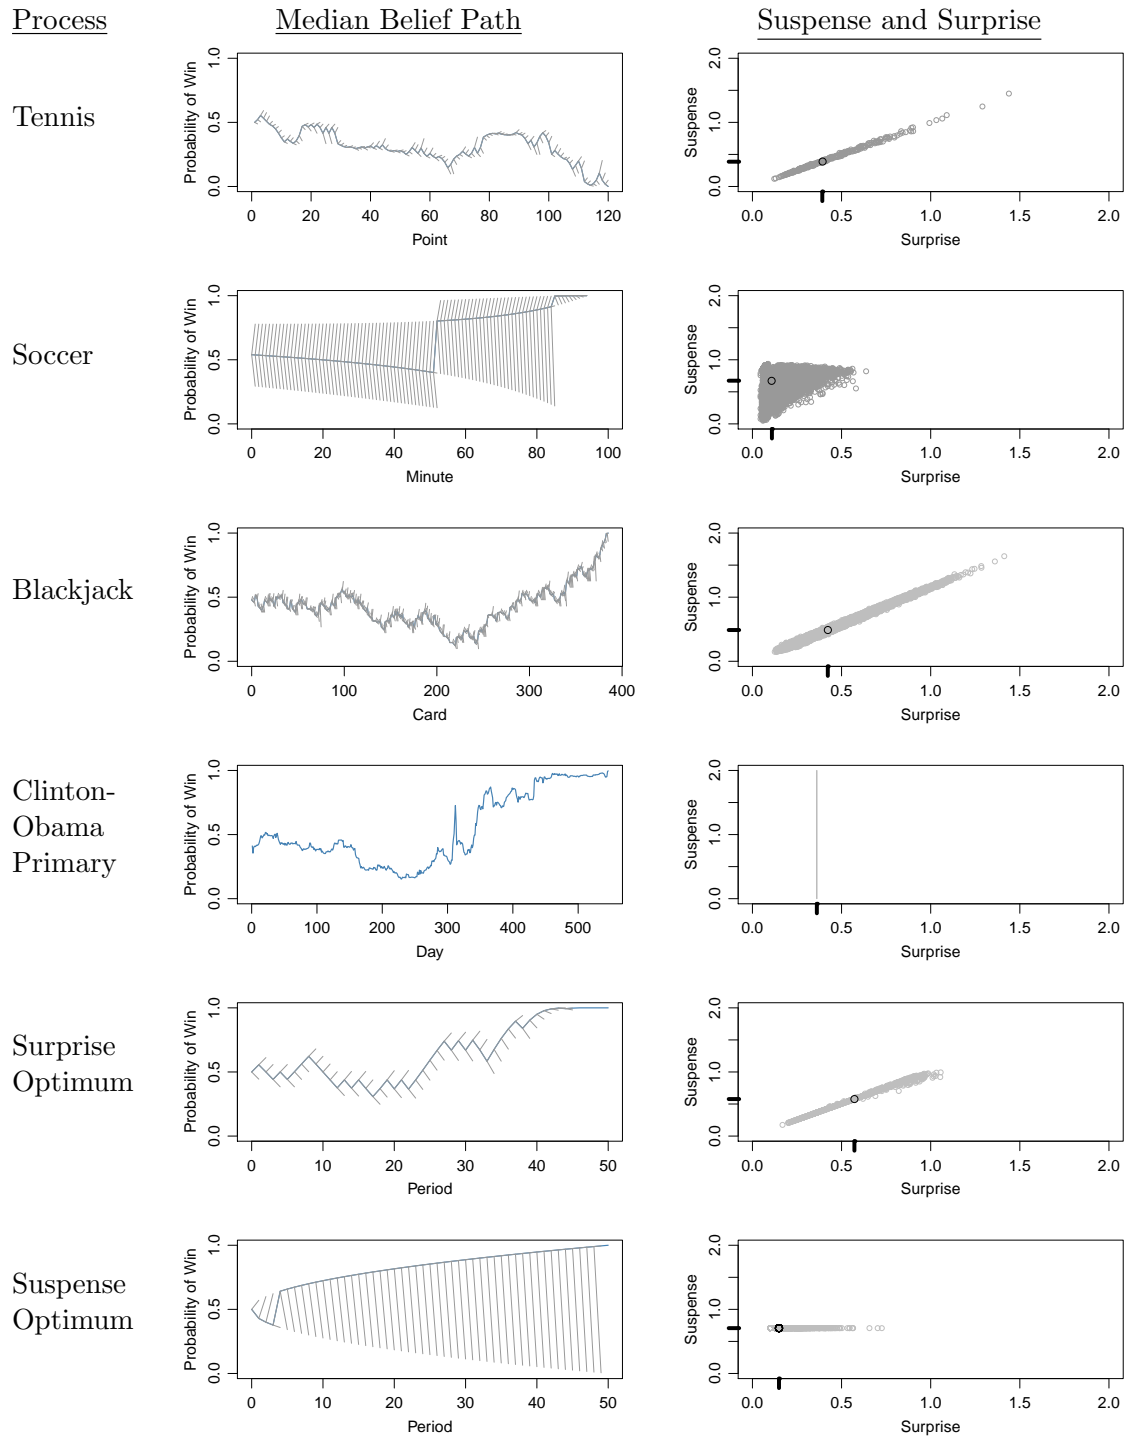 Process
Median Belief Path
Suspense and Surprise
Tennis
Probability of Win
0.0 0.5 1.0
0 20 40 60 80 100 120
Point
Suspense
0.0 1.0 2.0
0.0 0.5 1.0 1.5 2.0
Surprise
Soccer
Probability of Win
0.0 0.5 1.0
0 20 40 60 80 100
Minute
Suspense
0.0 1.0 2.0
0.0 0.5 1.0 1.5 2.0
Surprise
Blackjack
Probability of Win
0.0 0.5 1.0
0 100 200 300 400
Card
Suspense
0.0 1.0 2.0
0.0 0.5 1.0 1.5 2.0
Surprise
Clinton-
Obama
Primary
Probability of Win
0.0 0.5 1.0
0 100 200 300 400 500
Day
Suspense
0.0 1.0 2.0
0.0 0.5 1.0 1.5 2.0
Surprise
Surprise
Optimum
Probability of Win
0.0 0.5 1.0
0 10 20 30 40 50
Period
Suspense
0.0 1.0 2.0
0.0 0.5 1.0 1.5 2.0
Surprise
Suspense
Optimum
Probability of Win
0.0 0.5 1.0
0 10 20 30 40 50
Period
Suspense
0.0 1.0 2.0
0.0 0.5 1.0 1.5 2.0
Surprise